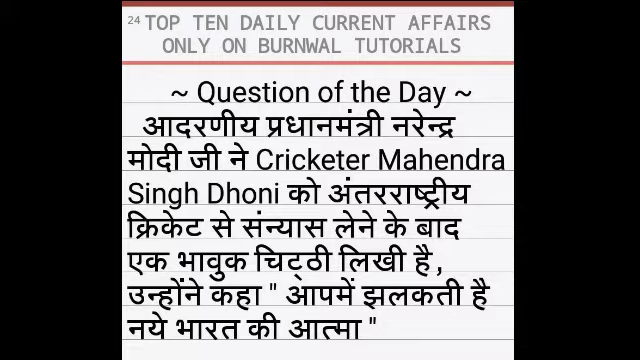 24 TOP TEN DAILY CURRENT AFFAIRS
ONLY ON BURNWAL TUTORIALS
~ Question of the Day ~
आदरणीय प्रधानमंत्री नरेन्द्र
मोदी जी ने Cricketer Mahendra
Singh Dhoni को अंतरराष्ट्रीय
क्रिकेट से संन्यास लेने के बाद
एक भावुक चिट्ठी लिखी है,
उन्होंने कहा " आपमें झलकती है
नये भारत की आत्मा "